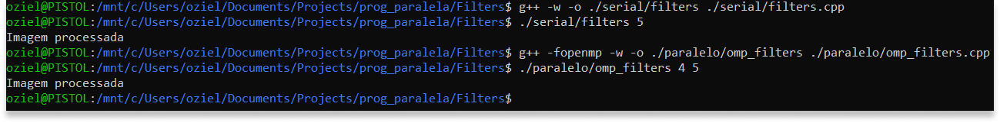 oziel@PISTOL:/mnt/c/Users/oziel/Documents/Projects/prog_paralela/Filters$ g++ -w -o ./serial/filters ./serial/filters.cpp
oziel@PISTOL:/mnt/c/Users/oziel/Documents/Projects/prog_paralela/Filters$ ./serial/filters 5
Imagem processada
oziel@PISTOL:/mnt/c/Users/oziel/Documents/Projects/prog_paralela/Filters$ g++ -fopenmp -w -o ./paralelo/omp_filters ./paralelo/omp_filters.cpp
oziel@PISTOL:/mnt/c/Users/oziel/Documents/Projects/prog_paralela/Filters$ ./paralelo/omp_filters 4 5
Imagem processada
oziel@PISTOL:/mnt/c/Users/oziel/Documents/Projects/prog_paralela/Filters$